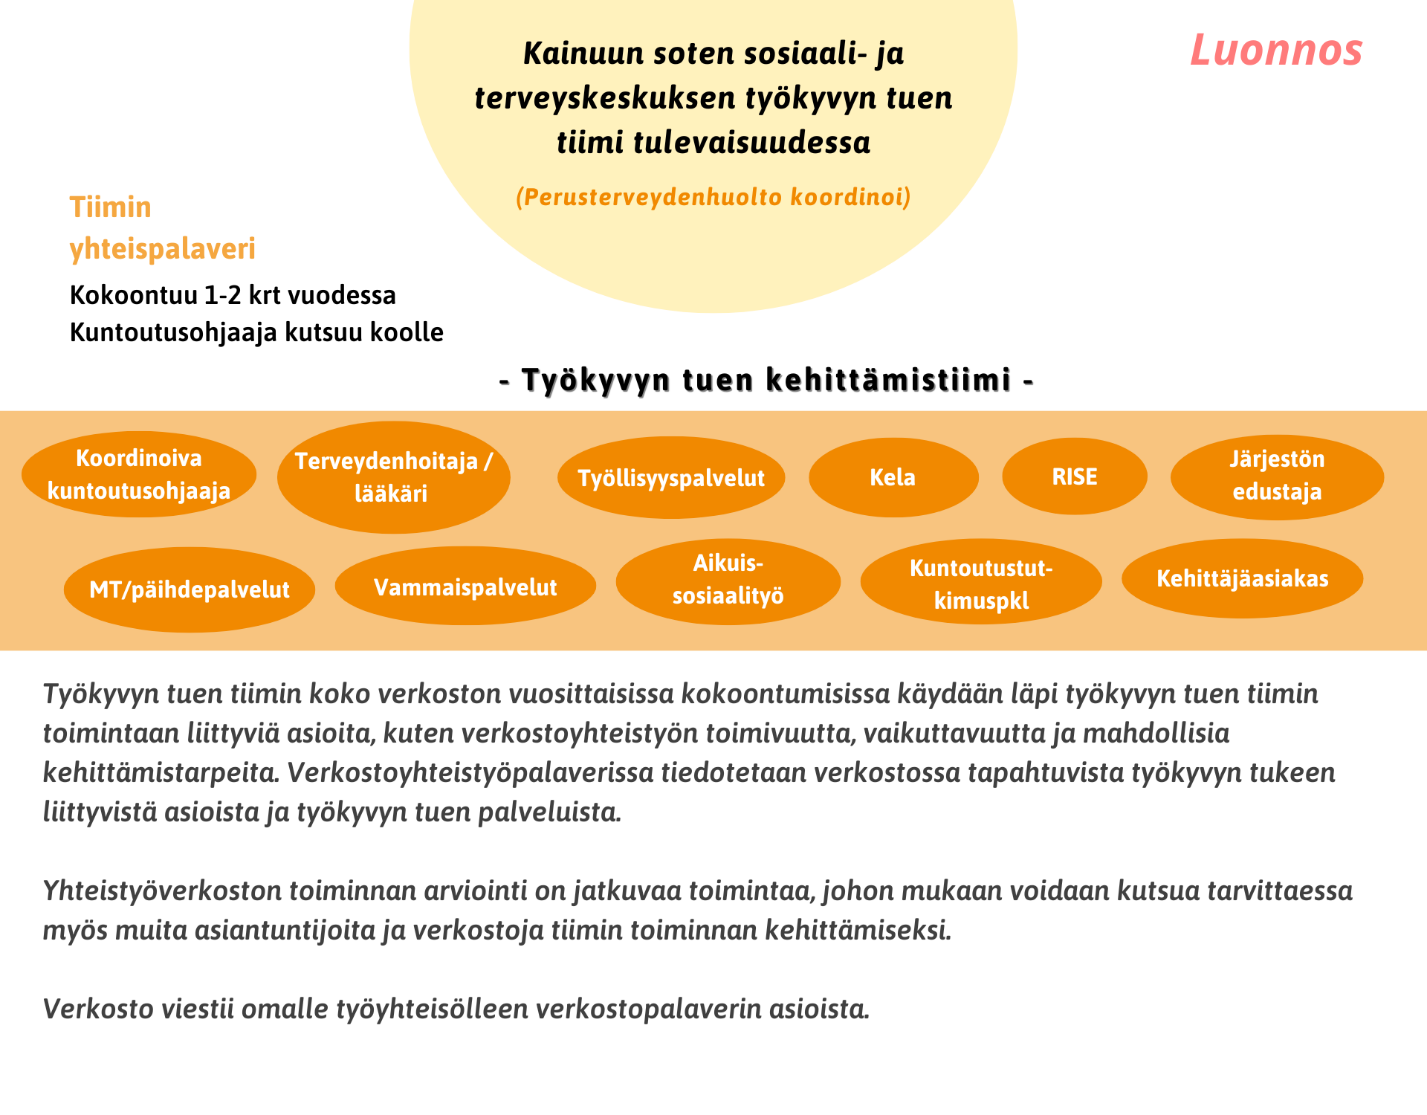 Kainuun soten sosiaali- ja
terveyskeskuksen työkyvyn tuen
tiimi tulevaisuudessa
(Perusterveydenhuolto koordinoi)
Luonnos
Tiimin
yhteispalaveri
Kokoontuu 1-2 krt vuodessa
Kuntoutusohjaaja kutsuu koolle
- Työkyvyn tuen kehittämistiimi -
Koordinoiva
kuntoutusohjaaja
Terveydenhoitaja /
lääkäri
Työllisyyspalvelut
Kela
RISE
Järjestön
edustaja
MT/päihdepalvelut
Vammaispalvelut
Aikuis-
sosiaalityö
Kuntoutustut-
kimuspkl
Kehittäjäasiakas
Työkyvyn tuen tiimin koko verkoston vuosittaisissa kokoontumisissa käydään läpi työkyvyn tuen tiimin
toimintaan liittyviä asioita, kuten verkostoyhteistyön toimivuutta, vaikuttavuutta ja mahdollisia
kehittämistarpeita. Verkostoyhteistyöpalaverissa tiedotetaan verkostossa tapahtuvista työkyvyn tukeen
liittyvistä asioista ja työkyvyn tuen palveluista.
Yhteistyöverkoston toiminnan arviointi on jatkuvaa toimintaa, johon mukaan voidaan kutsua tarvittaessa
myös muita asiantuntijoita ja verkostoja tiimin toiminnan kehittämiseksi.
Verkosto viestii omalle työyhteisölleen verkostopalaverin asioista.